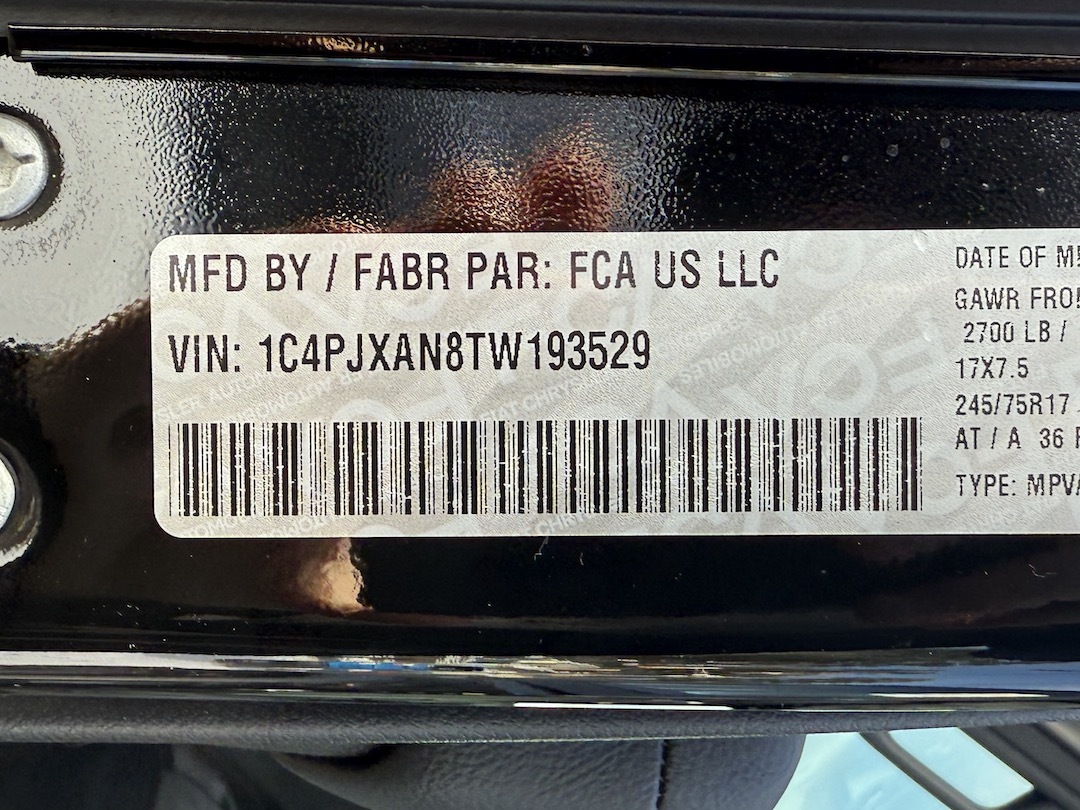 MFD BY / FABR PAR: FCA US LLC
VIN: 1C4PJXAN8TW193529
DATE OF M
GAWR FRO
2700 LB /
17X7.5
245/75R17
AT / A 36
TYPE: MPV